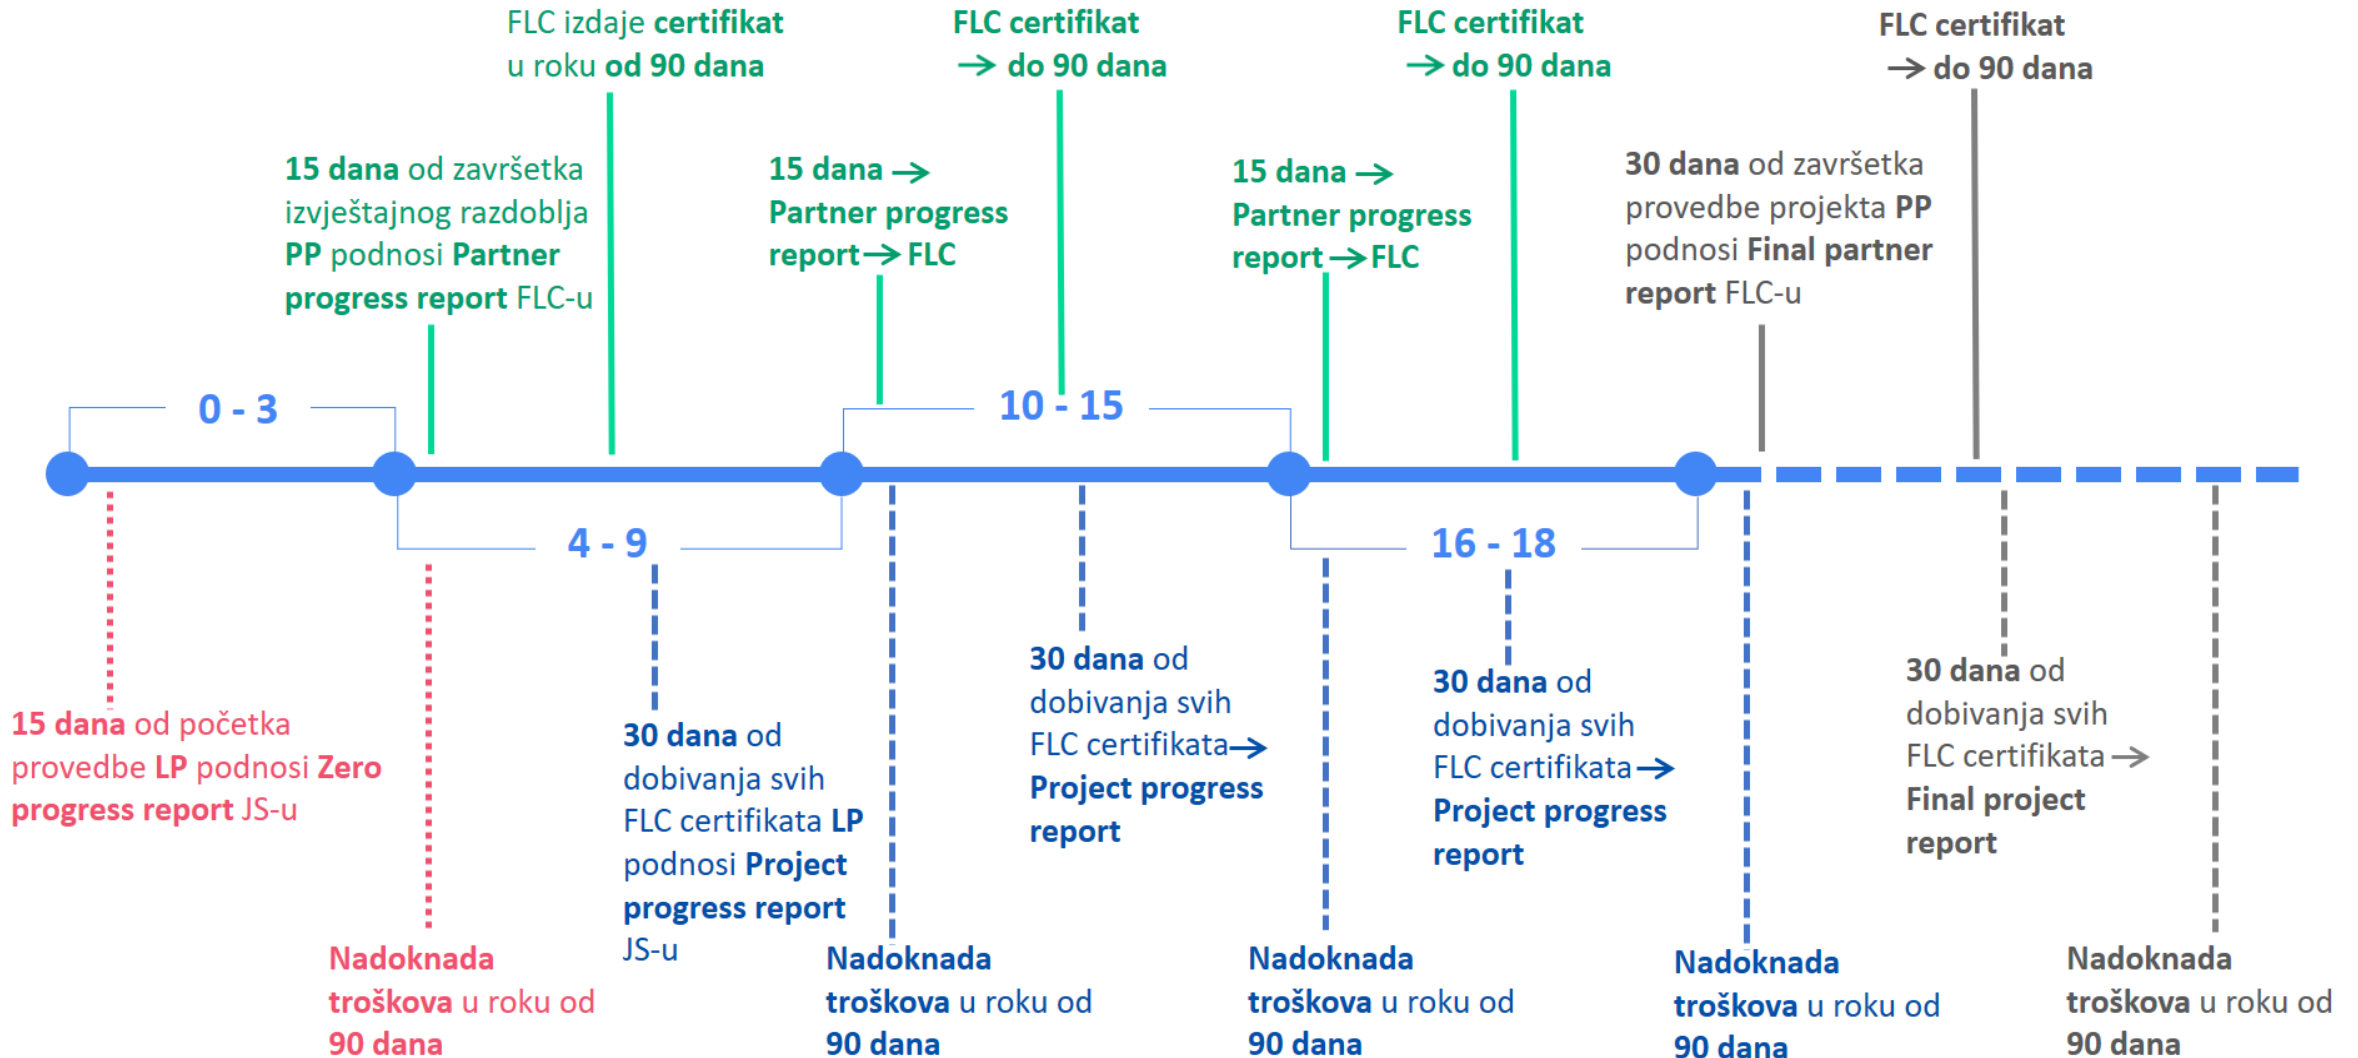 FLC izdaje certifikat
u roku od 90 dana
FLC certifikat
→ do 90 dana
FLC certifikat
→ do 90 dana
FLC certifikat
→ do 90 dana
15 dana od završetka
izvještajnog razdoblja
PP podnosi Partner
progress report FLC-u
15 dana →
Partner progress
report → FLC
15 dana →
Partner progress
report → FLC
30 dana od završetka
provedbe projekta PP
podnosi Final partner
report FLC-u
0 - 3
10 - 15
4 - 9
16 - 18
15 dana od početka
provedbe LP podnosi Zero
progress report JS-u
30 dana od
dobivanja svih
FLC certifikata LP
podnosi Project
progress report
JS-u
30 dana od
dobivanja svih
FLC certifikata →
Project progress
report
30 dana od
dobivanja svih
FLC certifikata →
Project progress
report
30 dana od
dobivanja svih
FLC certifikata →
Final project
report
Nadoknada
troškova u roku od
90 dana
Nadoknada
troškova u roku od
90 dana
Nadoknada
troškova u roku od
90 dana
Nadoknada
troškova u roku od
90 dana
Nadoknada
troškova u roku od
90 dana